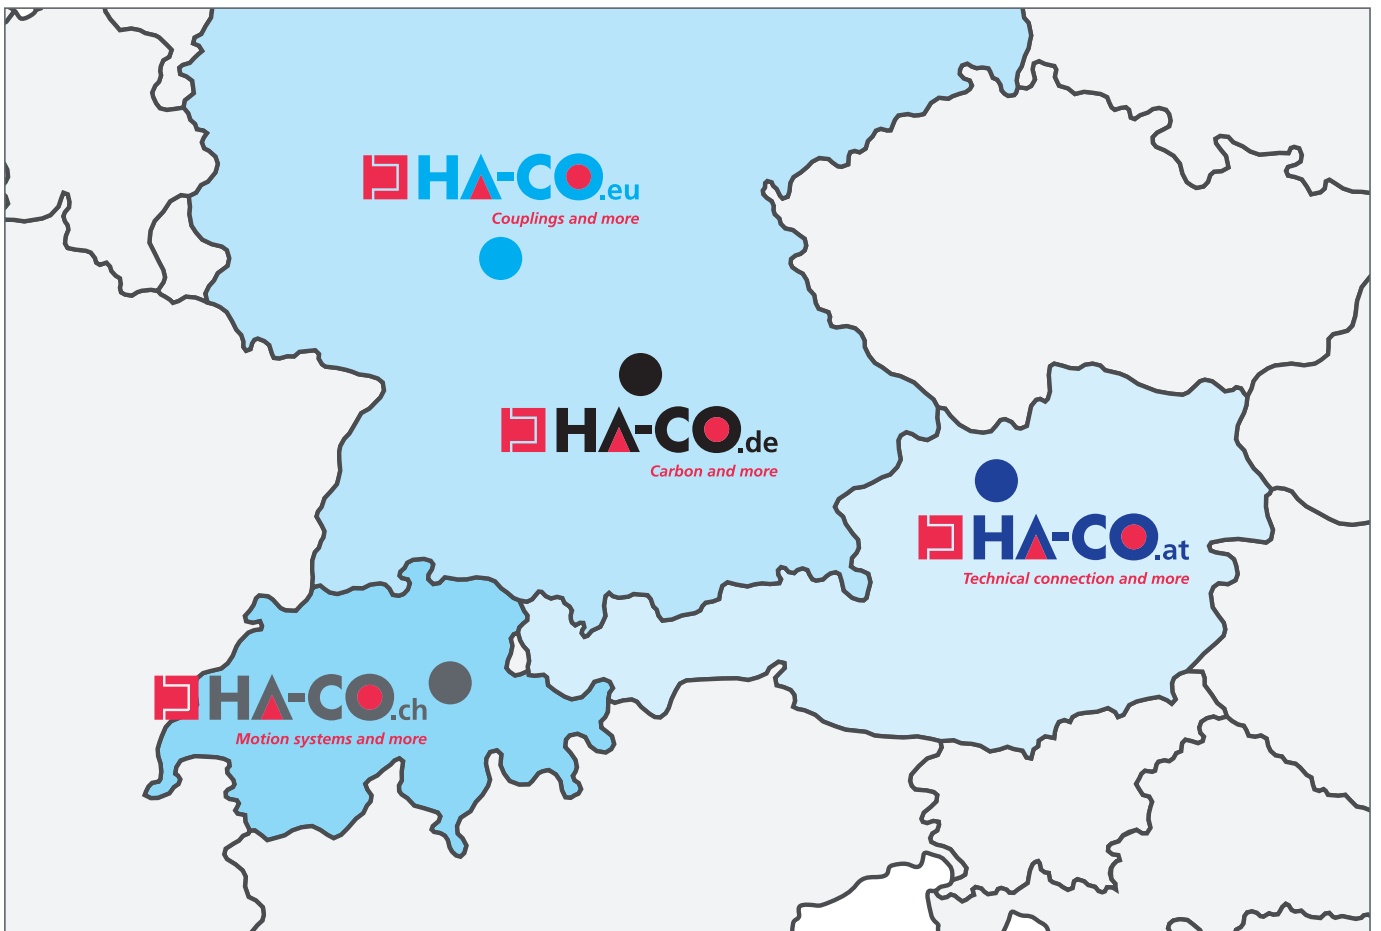 HA-CO.eu
Couplings and more
HA-CO.de
Carbon and more
HA-CO.at
Technical connection and more
HA-CO.ch
Motion systems and more